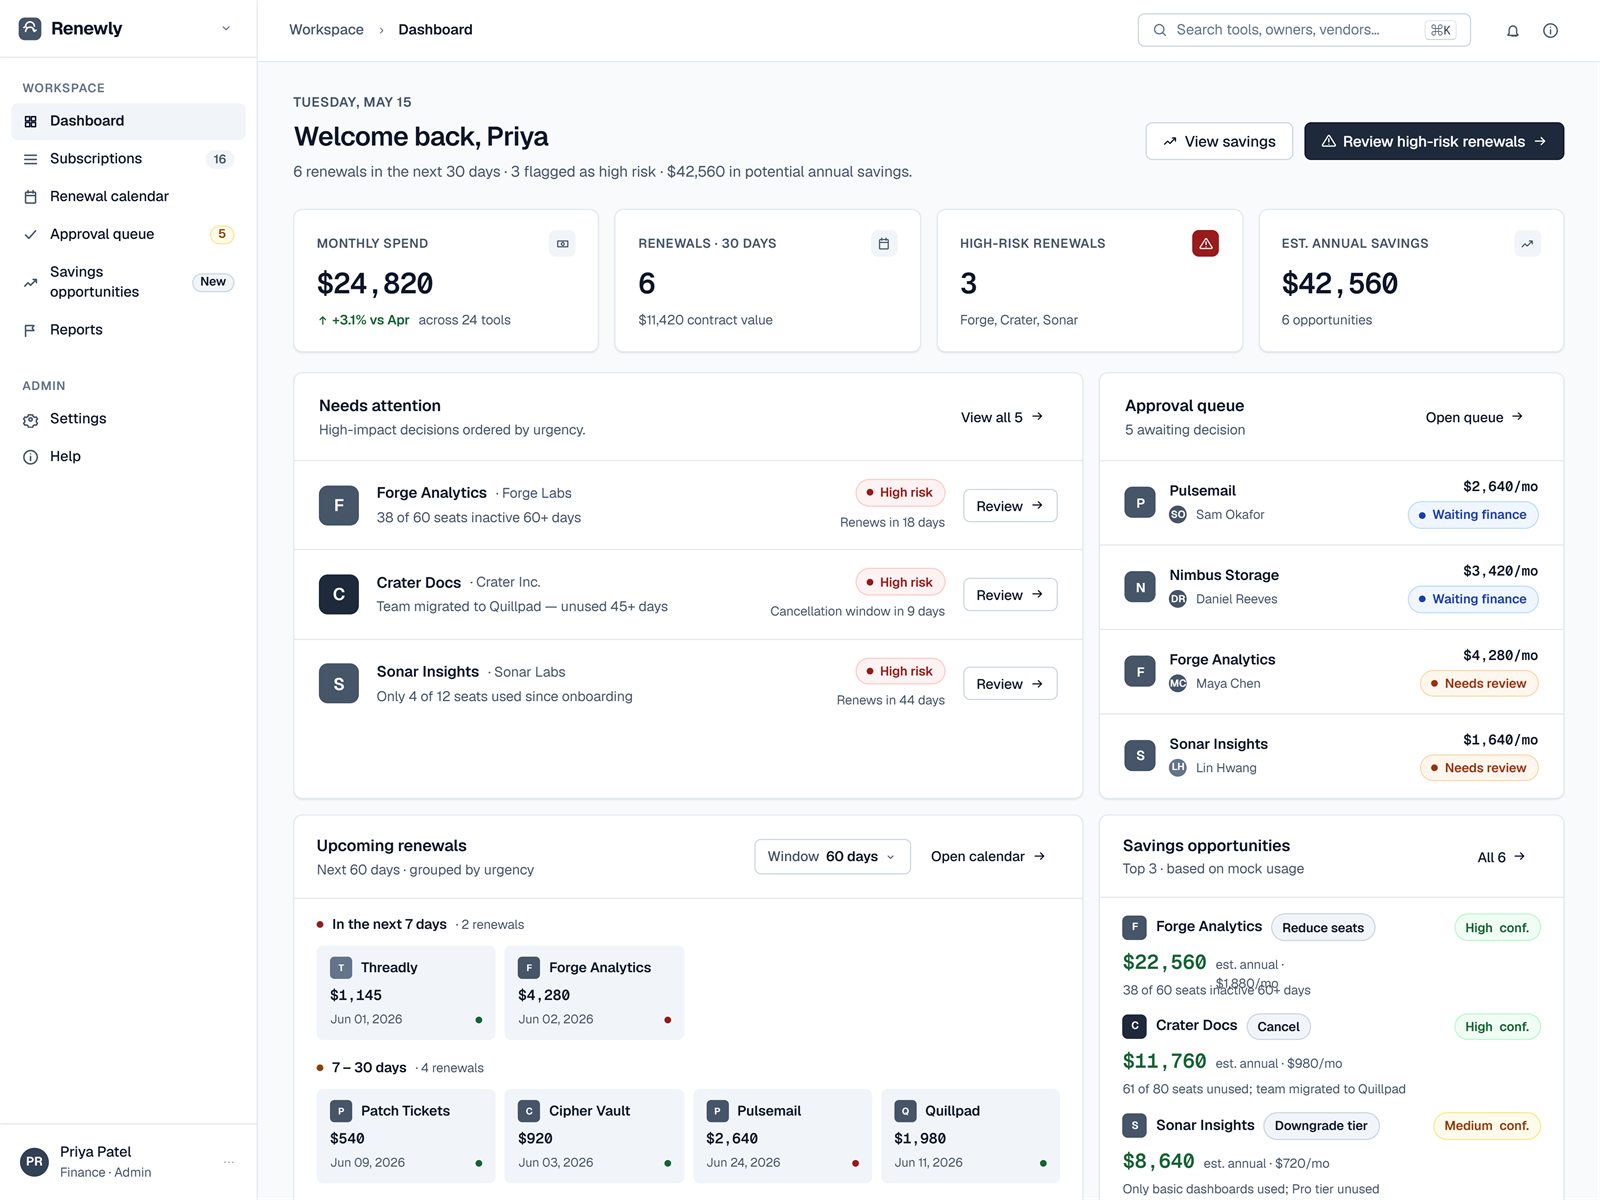 Renewly
WORKSPACE
Dashboard
Subscriptions 16
Renewal calendar
Approval queue 5
Savings
opportunities New
Reports
ADMIN
Settings
Help
PR Priya Patel
Finance · Admin
Workspace › Dashboard
Search tools, owners, vendors... ⌘K
TUESDAY, MAY 15
Welcome back, Priya
6 renewals in the next 30 days · 3 flagged as high risk · $42,560 in potential annual savings.
View savings
Review high-risk renewals →
MONTHLY SPEND
$24,820
↑ +3.1% vs Apr across 24 tools
RENEWALS · 30 DAYS
6
$11,420 contract value
HIGH-RISK RENEWALS
3
Forge, Crater, Sonar
EST. ANNUAL SAVINGS
$42,560
6 opportunities
Needs attention
High-impact decisions ordered by urgency.
View all 5 →
F Forge Analytics · Forge Labs
38 of 60 seats inactive 60+ days
High risk
Renews in 18 days
Review →
C Crater Docs · Crater Inc.
Team migrated to Quillpad — unused 45+ days
High risk
Cancellation window in 9 days
Review →
S Sonar Insights · Sonar Labs
Only 4 of 12 seats used since onboarding
High risk
Renews in 44 days
Review →
Approval queue
5 awaiting decision
Open queue →
P Pulsemail
SO Sam Okafor
$2,640/mo
Waiting finance
N Nimbus Storage
DR Daniel Reeves
$3,420/mo
Waiting finance
F Forge Analytics
MC Maya Chen
$4,280/mo
Needs review
S Sonar Insights
LH Lin Hwang
$1,640/mo
Needs review
Upcoming renewals
Next 60 days · grouped by urgency
Window 60 days
Open calendar →
In the next 7 days · 2 renewals
T Threadly
$1,145
Jun 01, 2026
F Forge Analytics
$4,280
Jun 02, 2026
7 – 30 days · 4 renewals
P Patch Tickets
$540
Jun 09, 2026
C Cipher Vault
$920
Jun 03, 2026
P Pulsemail
$2,640
Jun 24, 2026
Q Quillpad
$1,980
Jun 11, 2026
Savings opportunities
Top 3 · based on mock usage
All 6 →
F Forge Analytics Reduce seats High conf.
$22,560 est. annual ·
$1,880/mo
38 of 60 seats inactive 60+ days
C Crater Docs Cancel High conf.
$11,760 est. annual · $980/mo
61 of 80 seats unused; team migrated to Quillpad
S Sonar Insights Downgrade tier Medium conf.
$8,640 est. annual · $720/mo
Only basic dashboards used; Pro tier unused